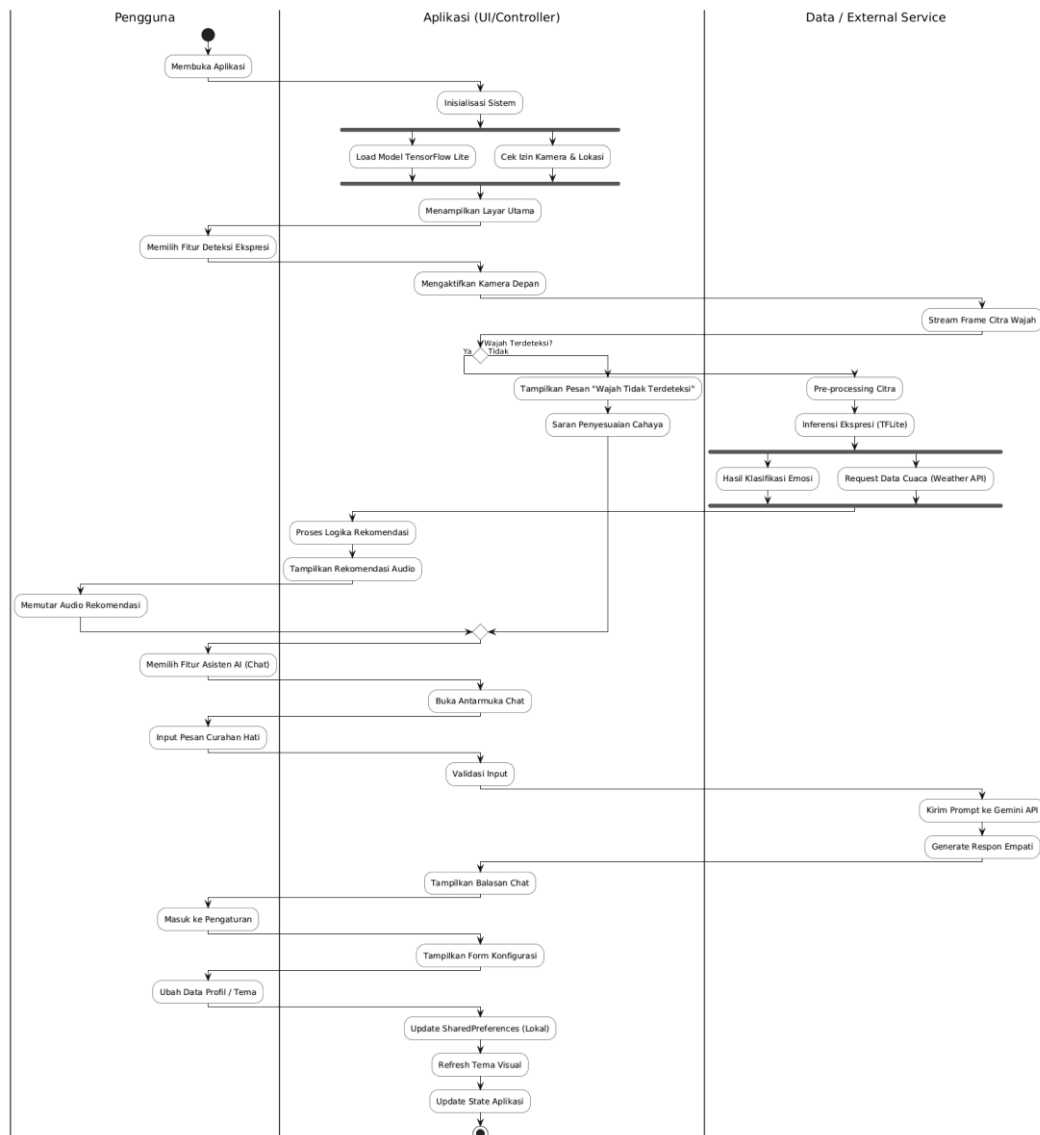 Pengguna
Aplikasi (UI/Controller)
Data / External Service
Membuka Aplikasi
Inisialisasi Sistem
Load Model TensorFlow Lite
Cek Izin Kamera & Lokasi
Menampilkan Layar Utama
Memilih Fitur Deteksi Ekspresi
Mengaktifkan Kamera Depan
Stream Frame Citra Wajah
Wajah Terdeteksi?
Ya
Tidak
Tampilkan Pesan "Wajah Tidak Terdeteksi"
Pre-processing Citra
Saran Penyesuaian Cahaya
Inferensi Ekspresi (TFLite)
Hasil Klasifikasi Emosi
Request Data Cuaca (Weather API)
Proses Logika Rekomendasi
Tampilkan Rekomendasi Audio
Memutar Audio Rekomendasi
Memilih Fitur Asisten AI (Chat)
Buka Antarmuka Chat
Input Pesan Curahan Hati
Validasi Input
Kirim Prompt ke Gemini API
Generate Respon Empati
Tampilkan Balasan Chat
Masuk ke Pengaturan
Tampilkan Form Konfigurasi
Ubah Data Profil / Tema
Update SharedPreferences (Lokal)
Refresh Tema Visual
Update State Aplikasi